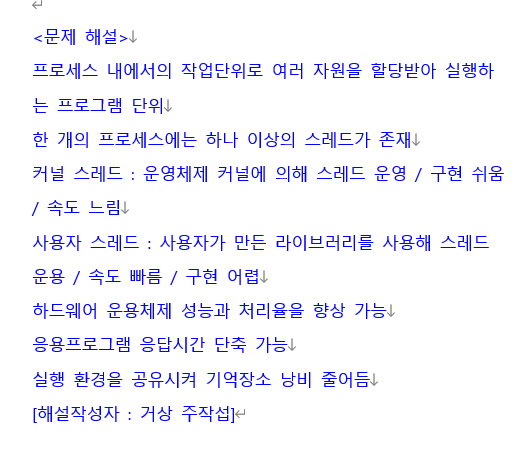 <문제 해설>
프로세스 내에서의 작업단위로 여러 자원을 할당받아 실행하
는 프로그램 단위
한 개의 프로세스에는 하나 이상의 스레드가 존재
커널 스레드 : 운영체제 커널에 의해 스레드 운영 / 구현 쉬움
/ 속도 느림
사용자 스레드 : 사용자가 만든 라이브러리를 사용해 스레드
운용 / 속도 빠름 / 구현 어렵
하드웨어 운용체제 성능과 처리율을 향상 가능
응용프로그램 응답시간 단축 가능
실행 환경을 공유시켜 기억장소 낭비 줄어듬
[해설작성자 : 거상 주작섭]